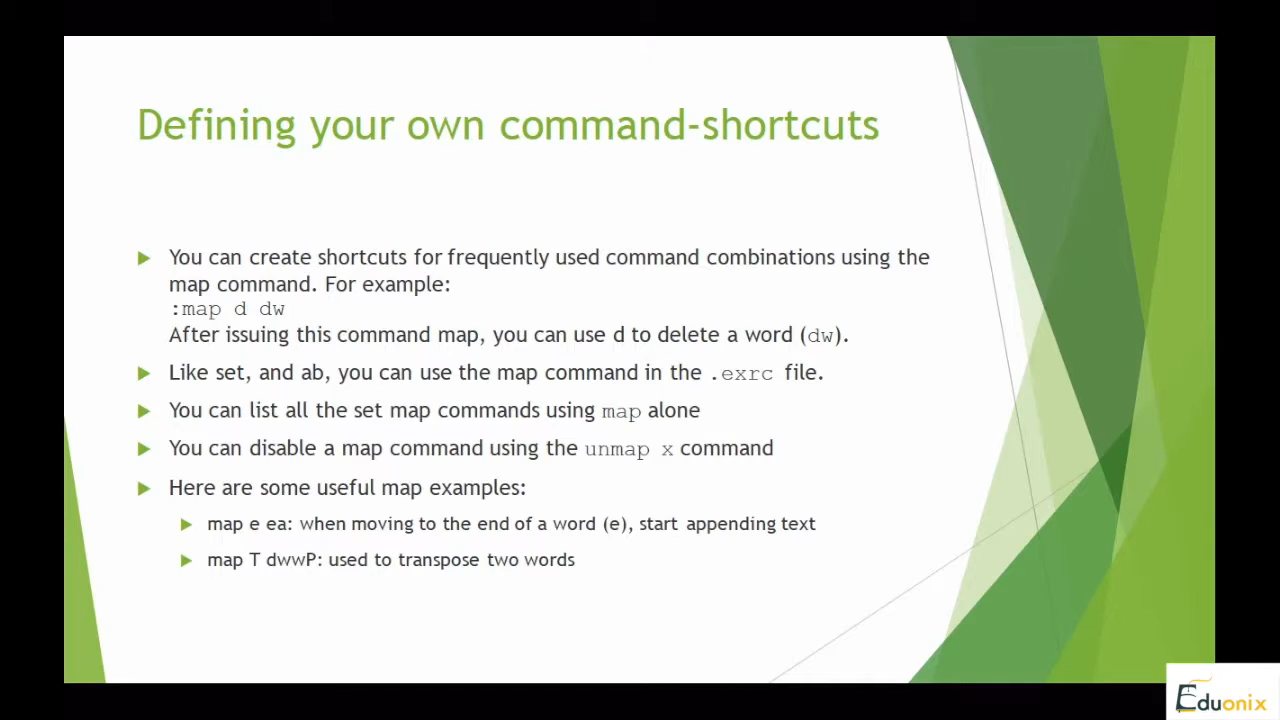 Defining your own command-shortcuts
You can create shortcuts for frequently used command combinations using the
map command. For example:
:map d dw
After issuing this command map, you can use d to delete a word (dw).
Like set, and ab, you can use the map command in the .exrc file.
You can list all the set map commands using map alone
You can disable a map command using the unmap x command
Here are some useful map examples:
map e ea: when moving to the end of a word (e), start appending text
map T dwwP: used to transpose two words
Eduonix